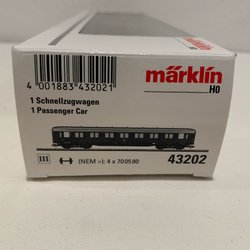 4 001883 432021
märklin
H0
1 Schnellzugwagen
1 Passenger Car
III
(NEM =): 4 x 700580
43202